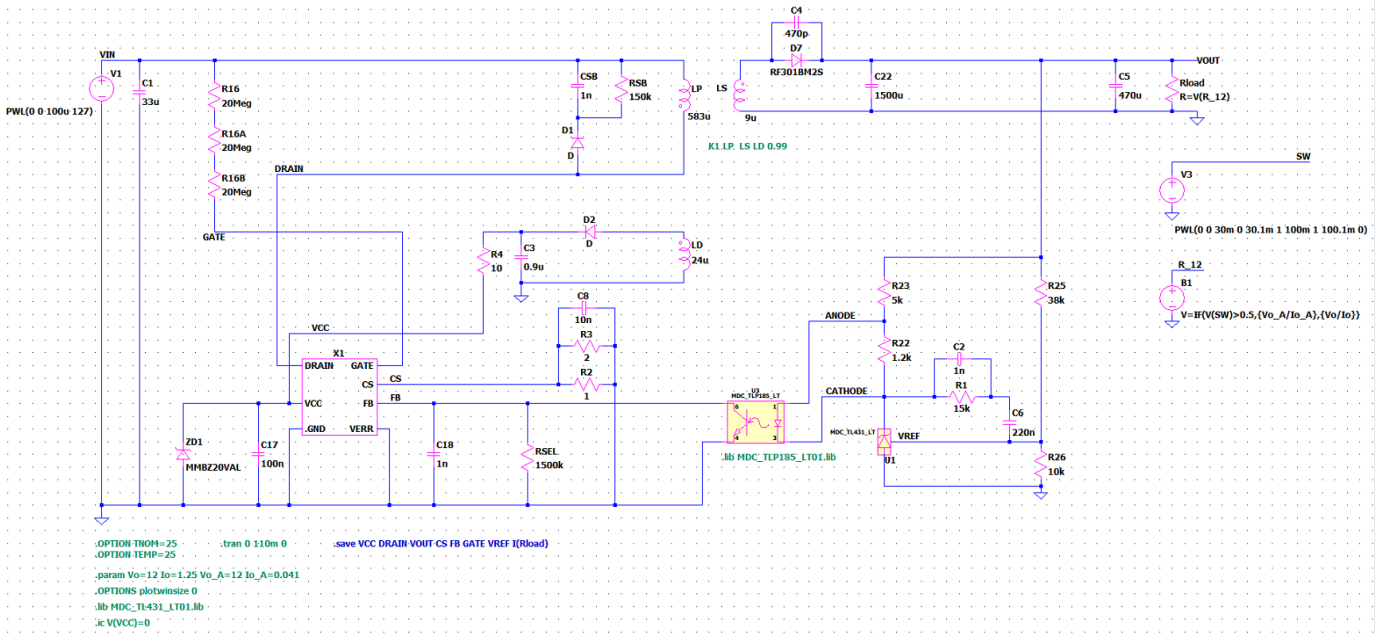 C4
470p
D7
RF301BM2S
VIN
VOUT
V1
PWL(0 0 100u 127)
C1
33u
R16
20Meg
R16A
20Meg
R16B
20Meg
CSB
1n
RSB
150k
LP
583u
LS
9u
C22
1500u
C5
470u
Rload
R=V(R_12)
D1
D
K1 LP LS LD 0.99
DRAIN
SW
V3
PWL(0 0 30m 0 30.1m 1 100m 1 100.1m 0)
GATE
D2
D
R4
10
C3
0.9u
LD
24u
R_12
B1
V=IF(V(SW)>0.5,{Vo_A/Io_A},{Vo/Io})
R23
5k
R25
38k
C8
10n
R3
2
R2
1
VCC
ANODE
R22
1.2k
C2
1n
R1
15k
C6
220n
X1
DRAIN
GATE
CS
VCC
FB
.GND
VERR
CS
FB
CATHODE
U3
MDC_TLP185_LT
6
1
4
3
.lib MDC_TLP185_LT01.lib
MDC_TL431_LT
VREF
U1
R26
10k
ZD1
MMBZ20VAL
C17
100n
C18
1n
RSEL
1500k
.OPTION TNOM=25
.OPTION TEMP=25
.tran 0 110m 0
.save VCC DRAIN VOUT CS FB GATE VREF I(Rload)
.param Vo=12 Io=1.25 Vo_A=12 Io_A=0.041
.OPTIONS plotwinsize 0
.lib MDC_TL431_LT01.lib
.ic V(VCC)=0